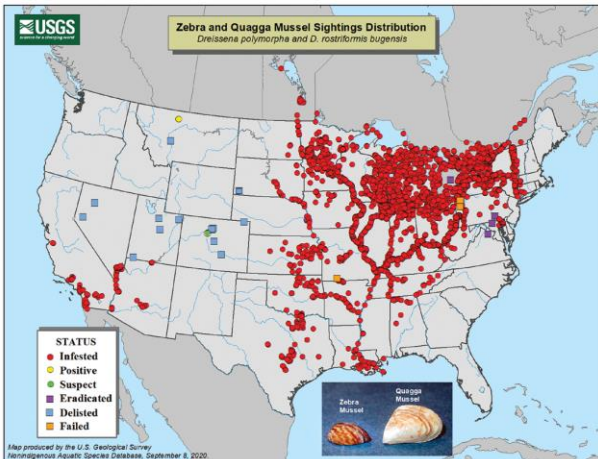 USGS
science for a changing world
Zebra and Quagga Mussel Sightings Distribution
Dreissena polymorpha and D. rostriformis bugensis
STATUS
Infested
Positive
Suspect
Eradicated
Delisted
Failed
Zebra
Mussel
Quagga
Mussel
Map produced by the U.S. Geological Survey
Nonindigenous Aquatic Species Database, September 8, 2020.